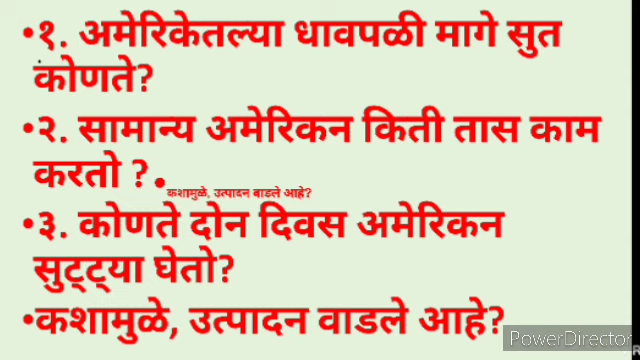 •१. अमेरिकेतल्या धावपळी मागे सुत
कोणते?
•२. सामान्य अमेरिकन किती तास काम
करतो ?•
कशामुळे, उत्पादन वाडले आहे?
•३. कोणते दोन दिवस अमेरिकन
सुट्ट्या घेतो?
•कशामुळे, उत्पादन वाडले आहे?
PowerDirector